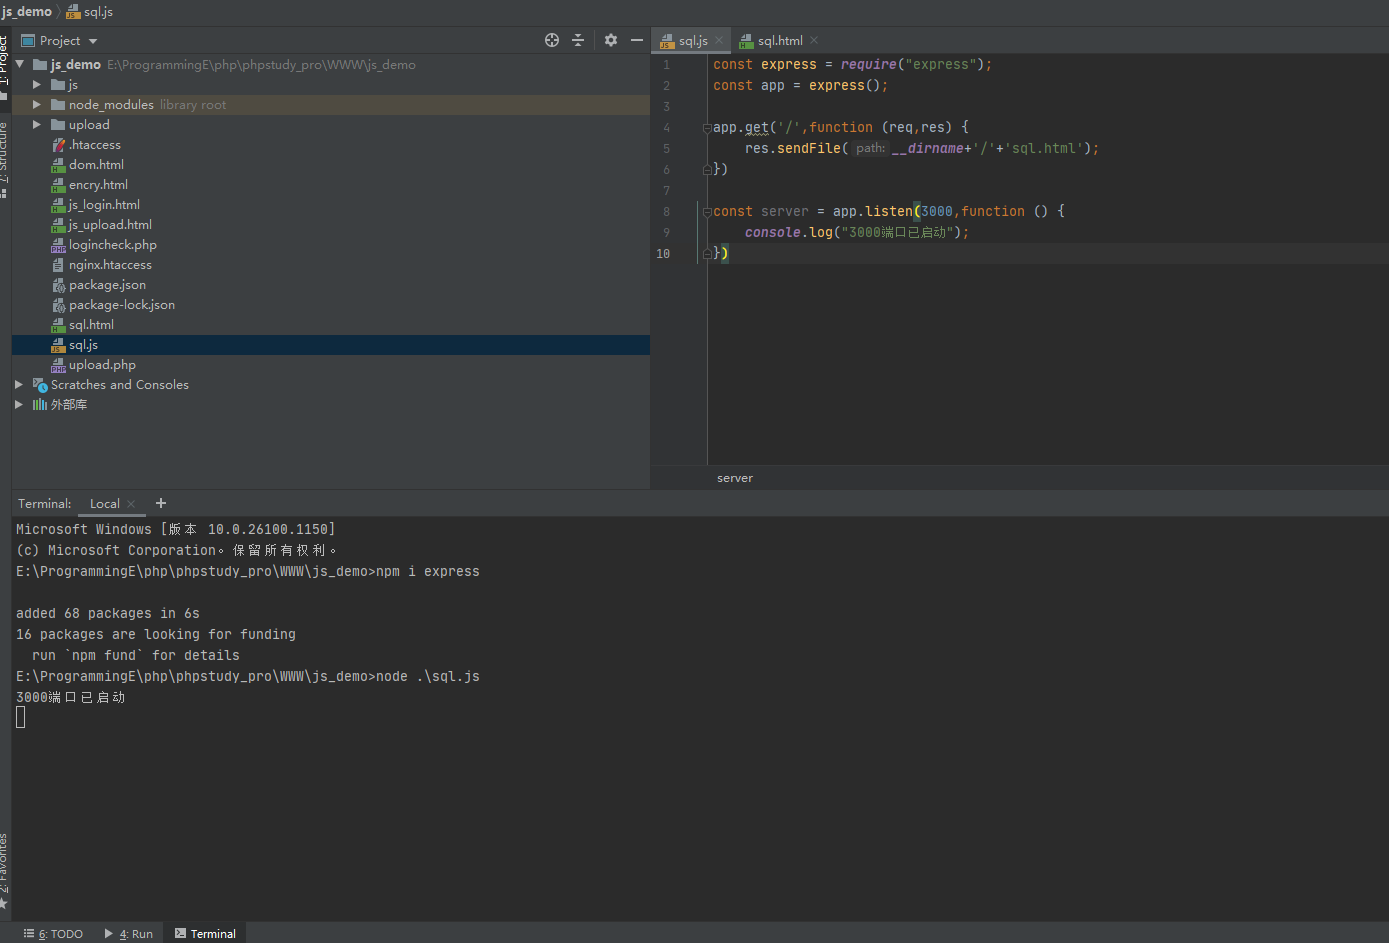 js_demo
sql.js
1: Project
Project
js_demo E:\ProgrammingE\php\phpstudy_pro\WWW\js_demo
js
node_modules library root
upload
.htaccess
dom.html
encry.html
js_login.html
js_upload.html
logincheck.php
nginx.htaccess
package.json
package-lock.json
sql.html
sql.js
upload.php
Scratches and Consoles
外部库
7: Structure
2: Favorites
sql.js
sql.html
1 const express = require("express");
2 const app = express();
3
4 app.get('/',function (req,res) {
5 res.sendFile( path: __dirname+'/'+'sql.html');
6 })
7
8 const server = app.listen(3000,function () {
9 console.log("3000端口已启动");
10 })
server
Terminal: Local +
Microsoft Windows [版本 10.0.26100.1150]
(c) Microsoft Corporation。保留所有权利。
E:\ProgrammingE\php\phpstudy_pro\WWW\js_demo>npm i express
added 68 packages in 6s
16 packages are looking for funding
run `npm fund` for details
E:\ProgrammingE\php\phpstudy_pro\WWW\js_demo>node .\sql.js
3000端口已启动
6: TODO
4: Run
Terminal